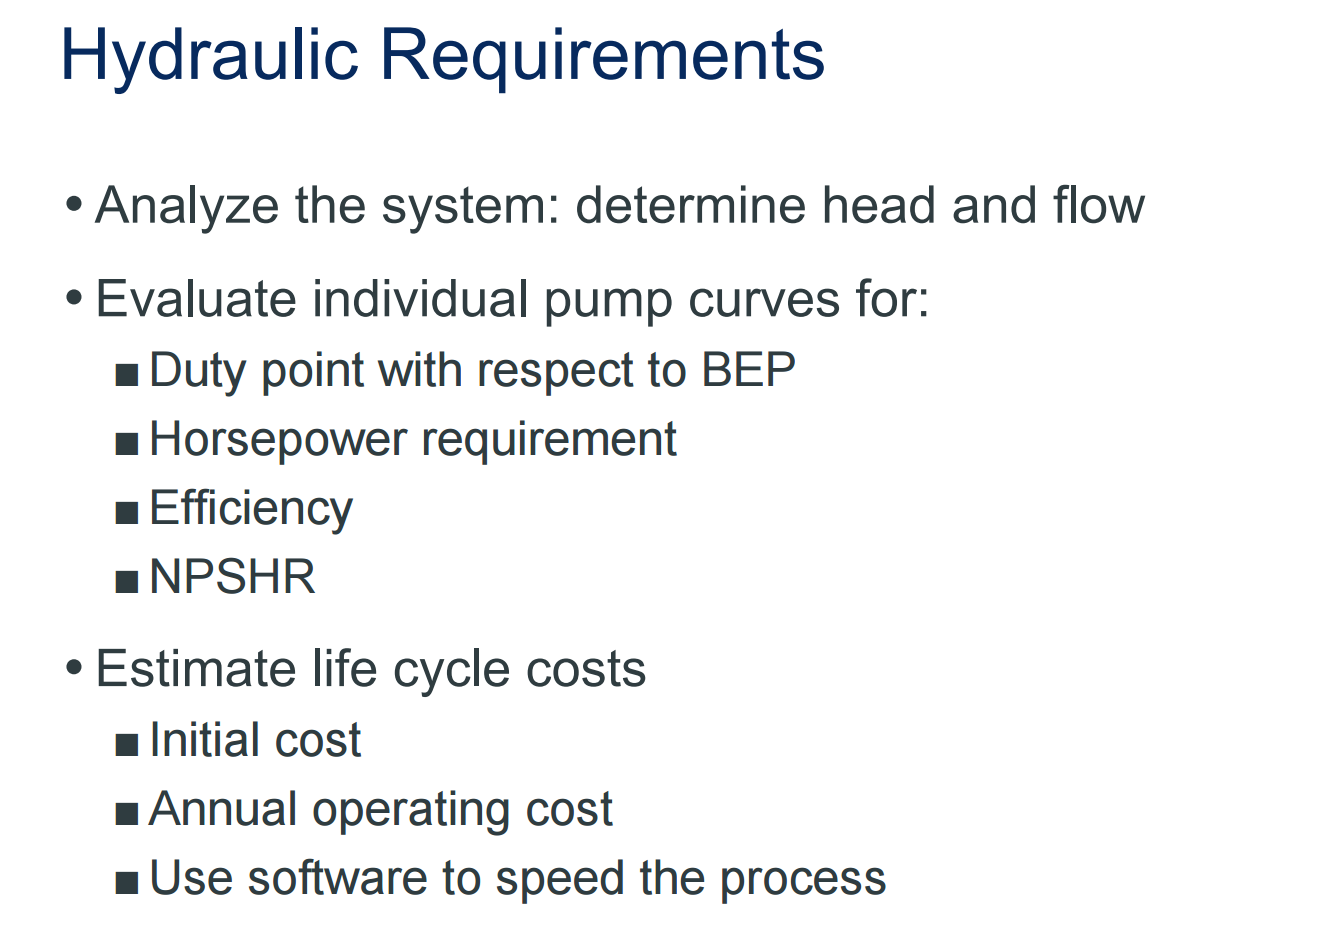 Hydraulic Requirements
• Analyze the system: determine head and flow
• Evaluate individual pump curves for:
■ Duty point with respect to BEP
■ Horsepower requirement
■ Efficiency
■ NPSHR
• Estimate life cycle costs
■ Initial cost
■ Annual operating cost
■ Use software to speed the process